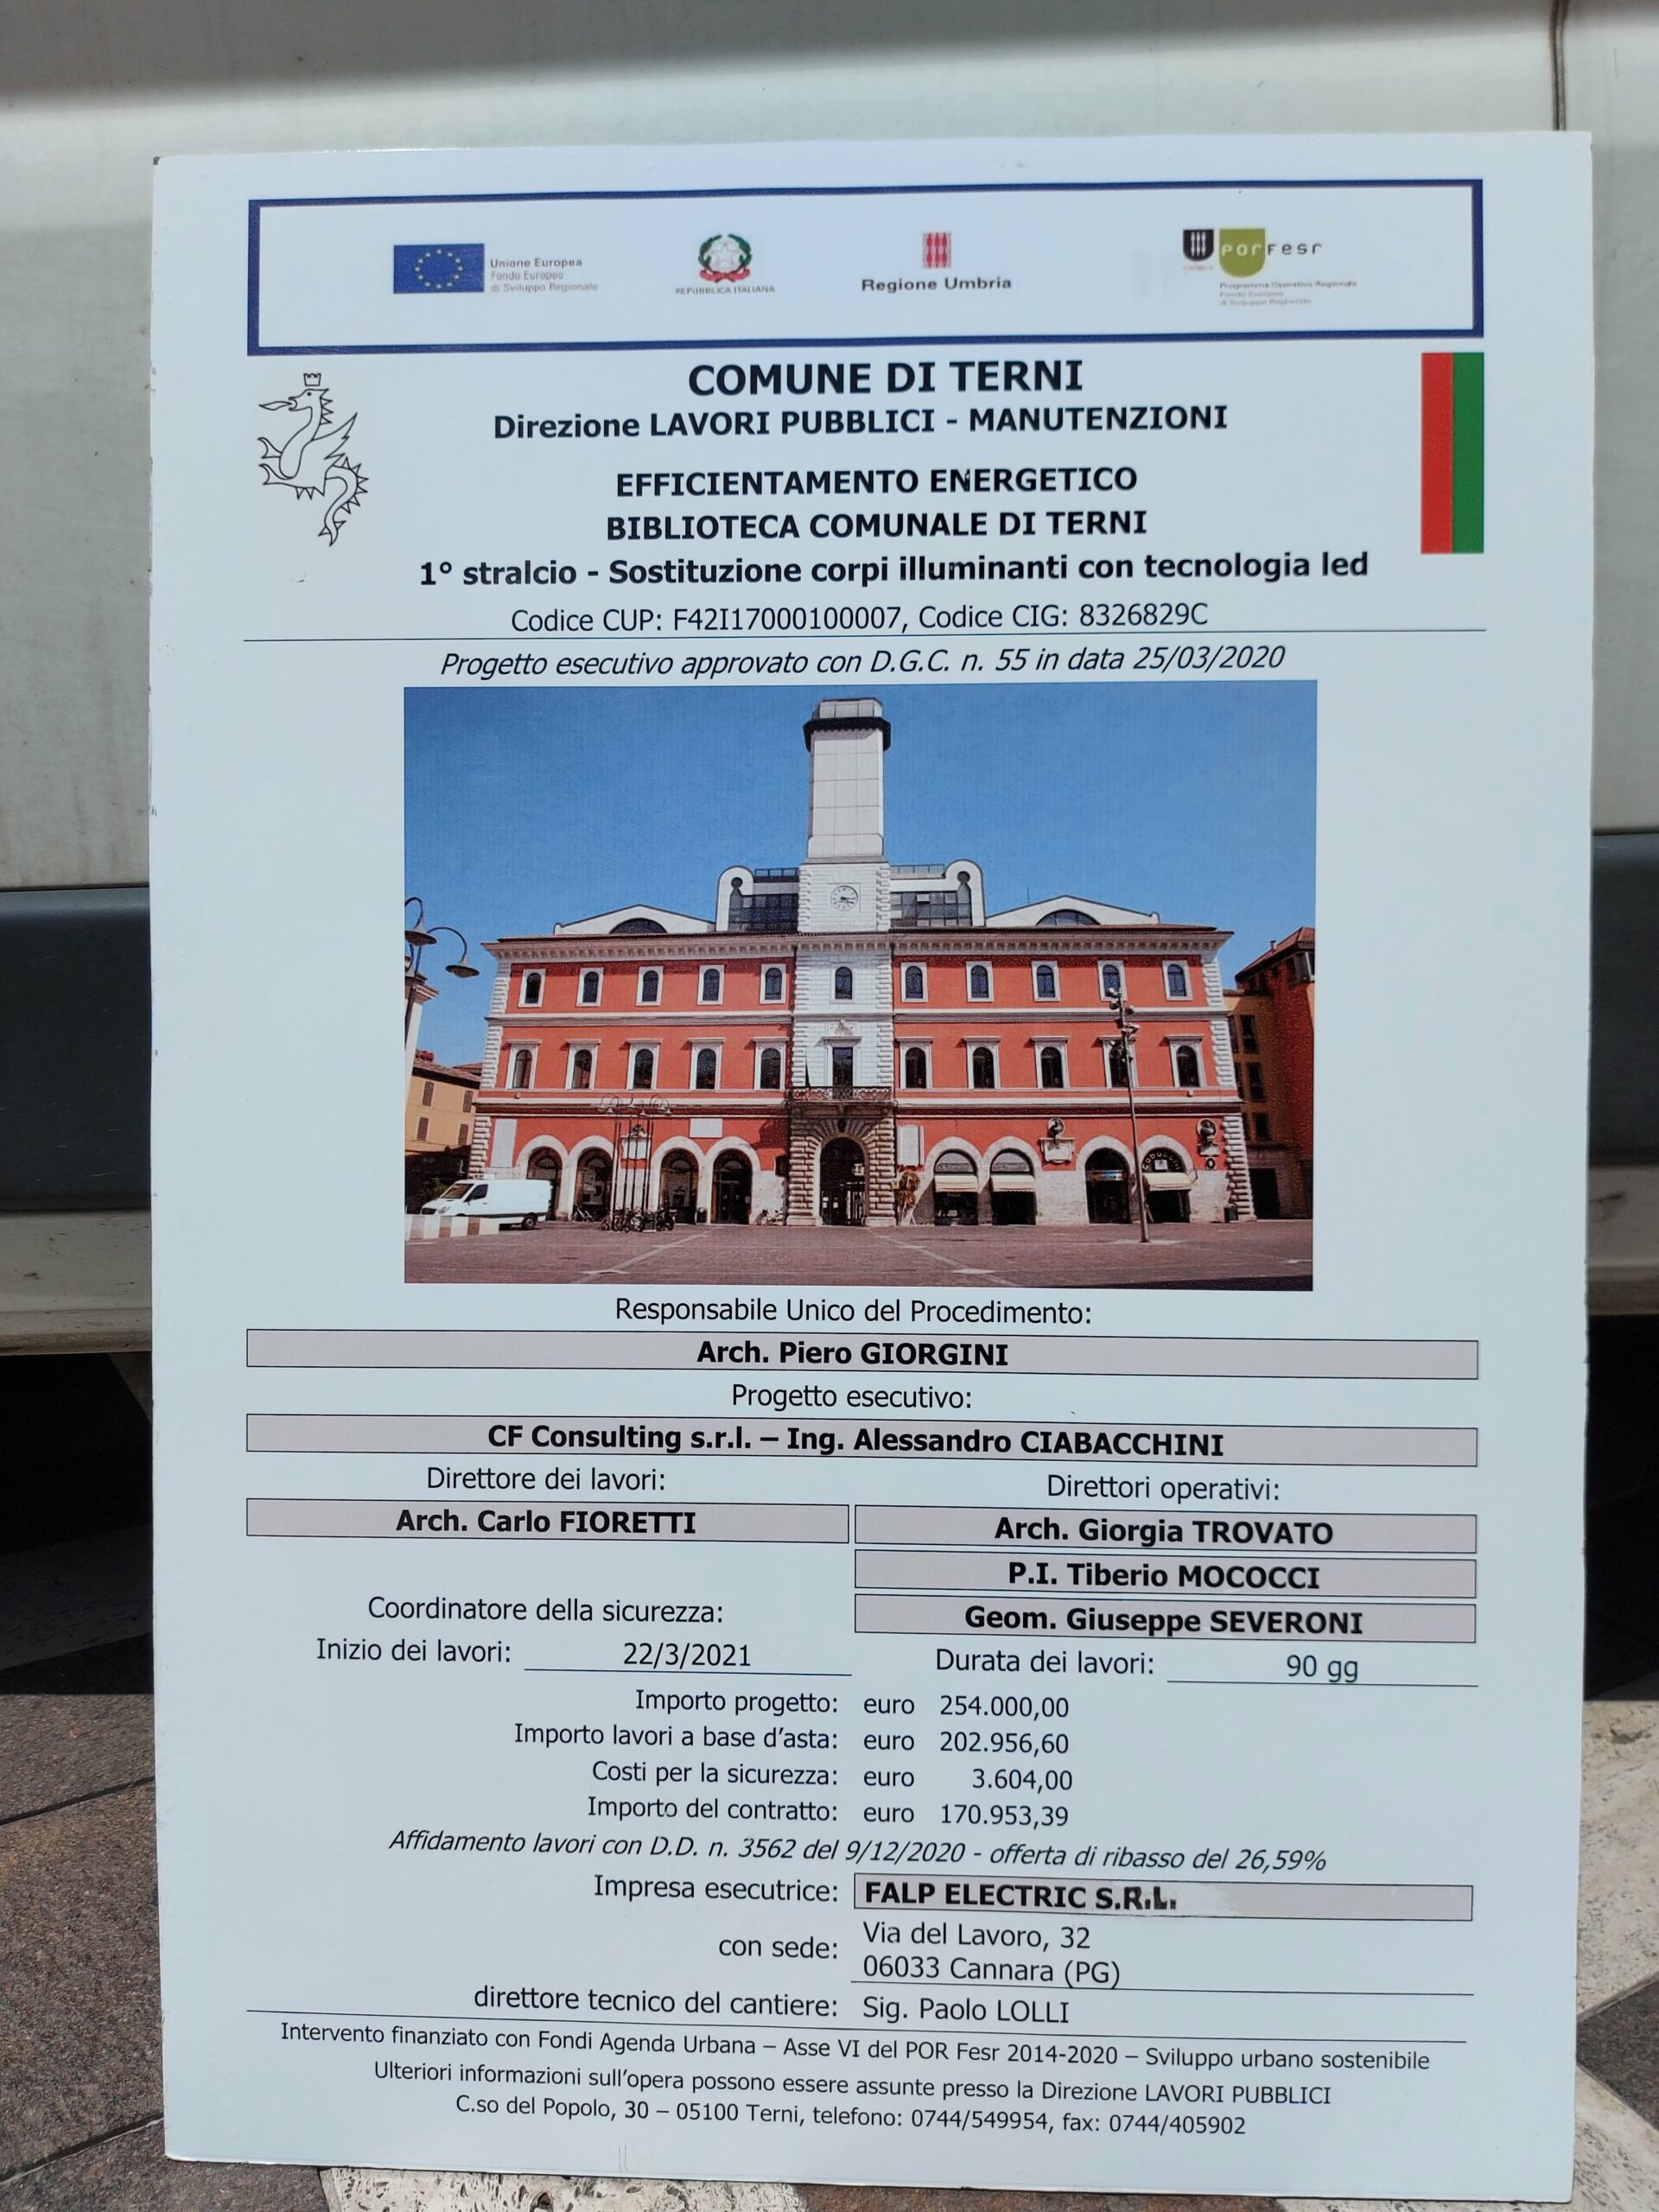 Unione Europea
Fondo Europeo
di Sviluppo Regionale
REPUBBLICA ITALIANA
Regione Umbria
porFesr
Programma Operativo Regionale
Fondo Europeo
di Sviluppo Regionale
COMUNE DI TERNI
Direzione LAVORI PUBBLICI - MANUTENZIONI
EFFICIENTAMENTO ENERGETICO
BIBLIOTECA COMUNALE DI TERNI
1° stralcio - Sostituzione corpi illuminanti con tecnologia led
Codice CUP: F42I17000100007, Codice CIG: 8326829C
Progetto esecutivo approvato con D.G.C. n. 55 in data 25/03/2020
Responsabile Unico del Procedimento:
Arch. Piero GIORGINI
Progetto esecutivo:
CF Consulting s.r.l. – Ing. Alessandro CIABACCHINI
Direttore dei lavori:
Arch. Carlo FIORETTI
Direttori operativi:
Arch. Giorgia TROVATO
P.I. Tiberio MOCOCCI
Coordinatore della sicurezza:
Geom. Giuseppe SEVERONI
Inizio dei lavori: 22/3/2021 Durata dei lavori: 90 gg
Importo progetto: euro 254.000,00
Importo lavori a base d'asta: euro 202.956,60
Costi per la sicurezza: euro 3.604,00
Importo del contratto: euro 170.953,39
Affidamento lavori con D.D. n. 3562 del 9/12/2020 - offerta di ribasso del 26,59%
Impresa esecutrice: FALP ELECTRIC S.R.L.
con sede: Via del Lavoro, 32
06033 Cannara (PG)
direttore tecnico del cantiere: Sig. Paolo LOLLI
Intervento finanziato con Fondi Agenda Urbana – Asse VI del POR Fesr 2014-2020 – Sviluppo urbano sostenibile
Ulteriori informazioni sull'opera possono essere assunte presso la Direzione LAVORI PUBBLICI
C.so del Popolo, 30 – 05100 Terni, telefono: 0744/549954, fax: 0744/405902